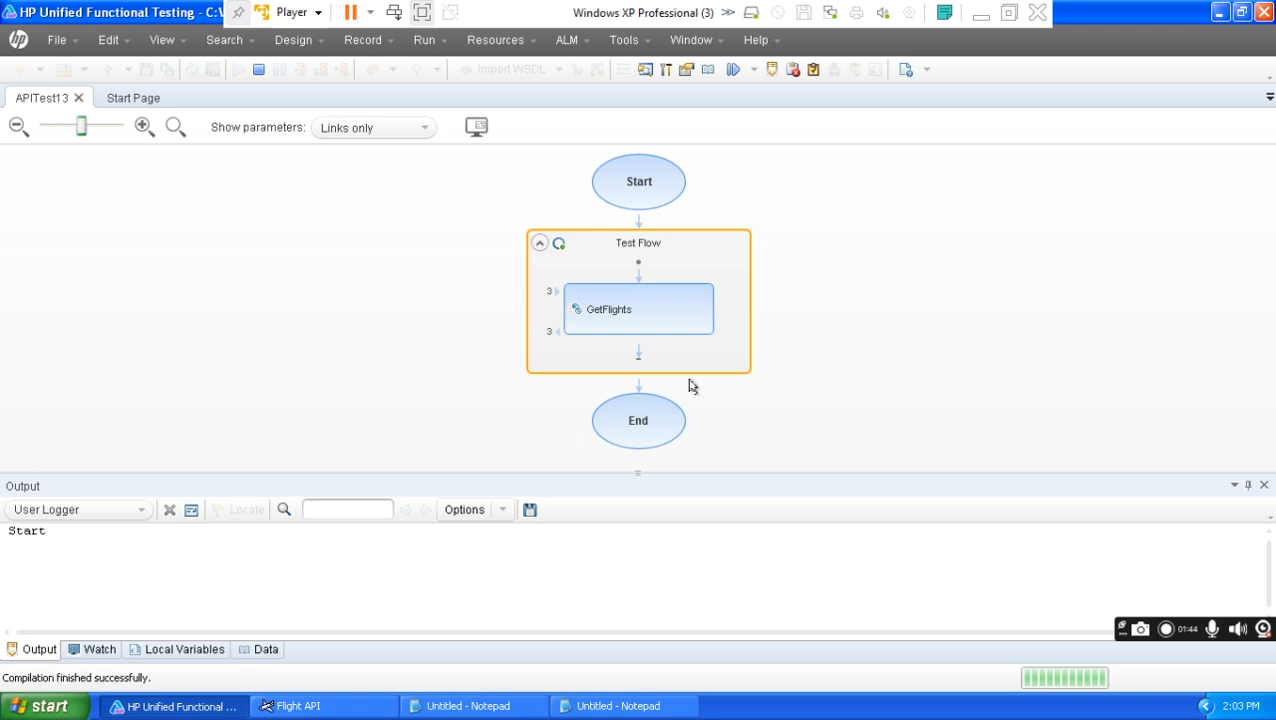 HP Unified Functional Testing - C:\
Player
Windows XP Professional (3)
File Edit View Search Design Record Run Resources ALM Tools Window Help
Import WSDL
APITest13 Start Page
Show parameters: Links only
Start
Test Flow
3
GetFlights
3
End
Output
User Logger Locate Options
Start
01:44
Output Watch Local Variables Data
Compilation finished successfully.
start HP Unified Functional ... Flight API Untitled - Notepad Untitled - Notepad 2:03 PM